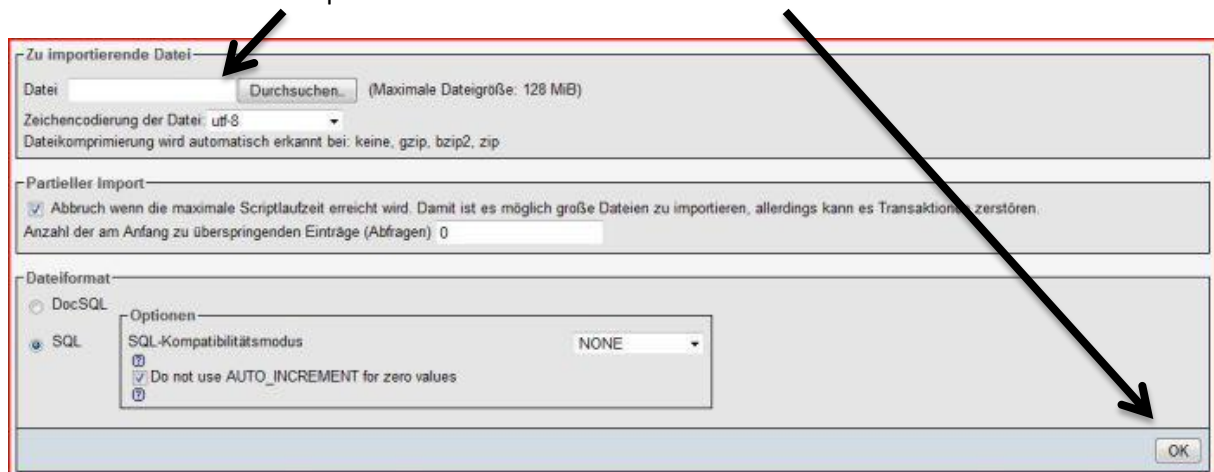 Zu importierende Datei
Datei Durchsuchen... (Maximale Dateigröße: 128 MiB)
Zeichencodierung der Datei: utf-8
Dateikomprimierung wird automatisch erkannt bei: keine, gzip, bzip2, zip
Partieller Import
Abbruch wenn die maximale Scriptlaufzeit erreicht wird. Damit ist es möglich große Dateien zu importieren, allerdings kann es Transaktionen zerstören.
Anzahl der am Anfang zu überspringenden Einträge (Abfragen) 0
Dateiformat
DocSQL
Optionen
SQL SQL-Kompatibilitätsmodus NONE
?
Do not use AUTO_INCREMENT for zero values
?
OK